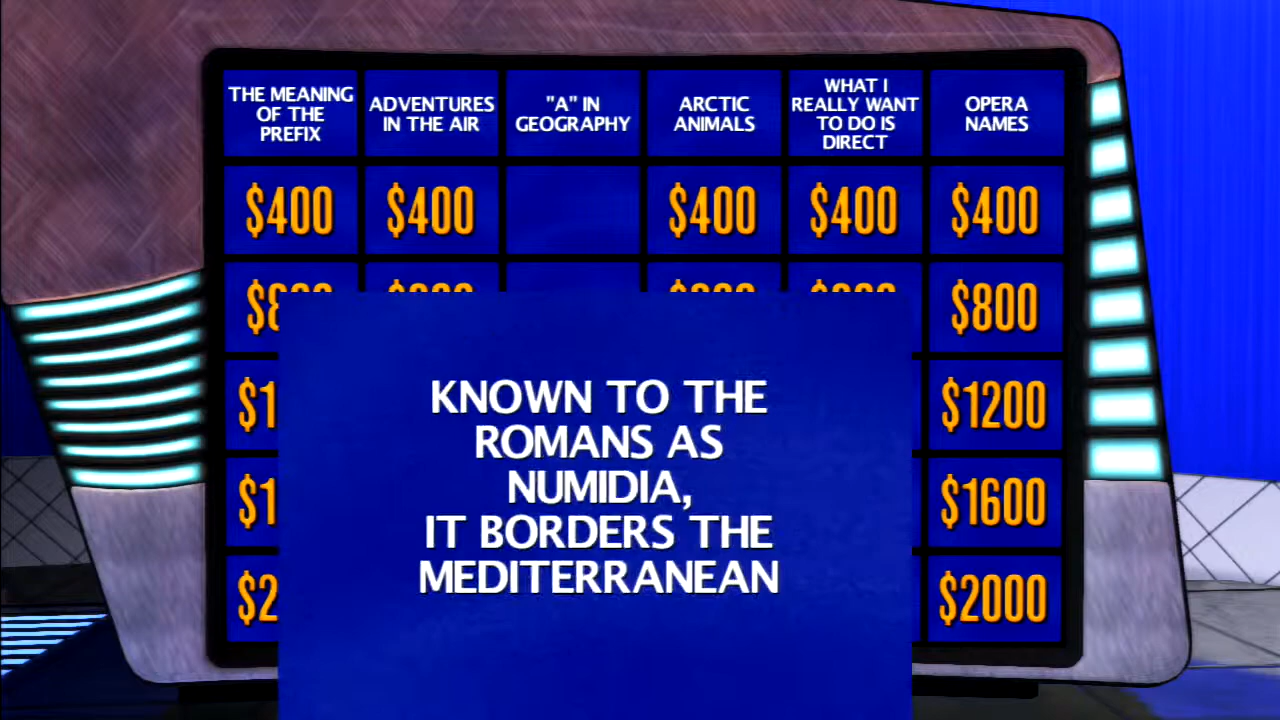 THE MEANING
OF THE
PREFIX
ADVENTURES
IN THE AIR
"A" IN
GEOGRAPHY
ARCTIC
ANIMALS
WHAT I
REALLY WANT
TO DO IS
DIRECT
OPERA
NAMES
$400 $400 $400 $400 $400
$800
$1200
$1600
$2000
KNOWN TO THE
ROMANS AS
NUMIDIA,
IT BORDERS THE
MEDITERRANEAN